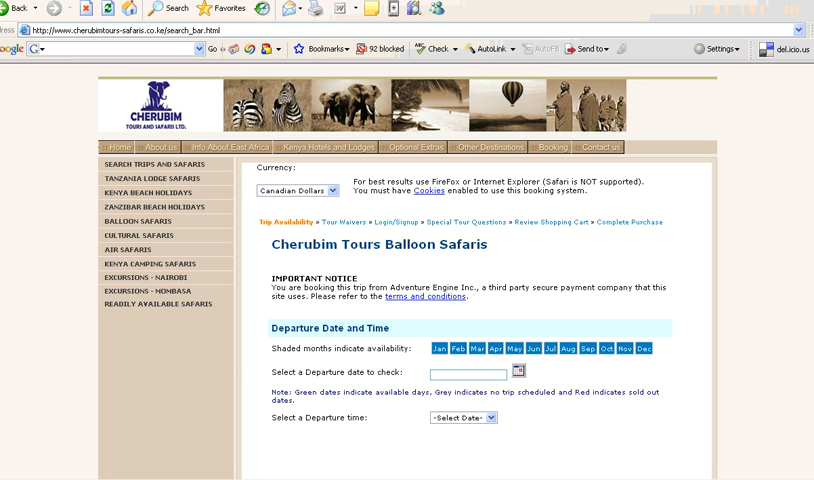 Back
Search
Favorites
http://www.cherubimtours-safaris.co.ke/search_bar.html
Go
Bookmarks
92 blocked
Check
AutoLink
AutoFill
Send to
Settings
del.icio.us
CHERUBIM
TOURS AND SAFARIS LTD.
:: Home :: About us :: Info About East Africa :: Kenya Hotels and Lodges :: Optional Extras :: Other Destinations :: Booking :: Contact us
SEARCH TRIPS AND SAFARIS
TANZANIA LODGE SAFARIS
KENYA BEACH HOLIDAYS
ZANZIBAR BEACH HOLIDAYS
BALLOON SAFARIS
CULTURAL SAFARIS
AIR SAFARIS
KENYA CAMPING SAFARIS
EXCURSIONS - NAIROBI
EXCURSIONS - MOMBASA
READILY AVAILABLE SAFARIS
Currency:
Canadian Dollars
For best results use FireFox or Internet Explorer (Safari is NOT supported).
You must have Cookies enabled to use this booking system.
Trip Availability » Tour Waivers » Login/Signup » Special Tour Questions » Review Shopping Cart » Complete Purchase
Cherubim Tours Balloon Safaris
IMPORTANT NOTICE
You are booking this trip from Adventure Engine Inc., a third party secure payment company that this
site uses. Please refer to the terms and conditions.
Departure Date and Time
Shaded months indicate availability: Jan Feb Mar Apr May Jun Jul Aug Sep Oct Nov Dec
Select a Departure date to check:
Note: Green dates indicate available days, Grey indicates no trip scheduled and Red indicates sold out
dates.
Select a Departure time: -Select Date-